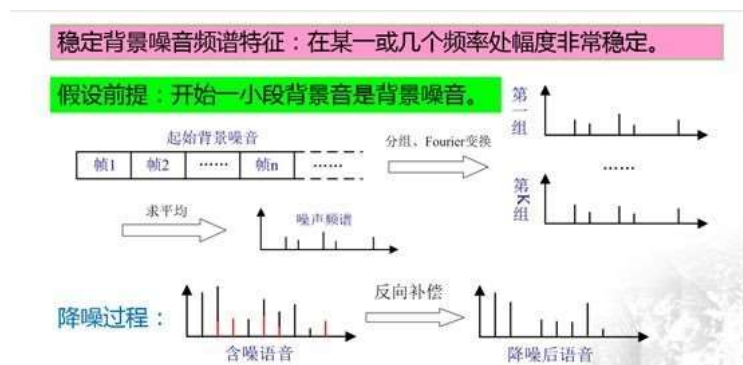 稳定背景噪音频谱特征：在某一或几个频率处幅度非常稳定。
假设前提：开始一小段背景音是背景噪音。
起始背景噪音
帧1 帧2 …… 帧n ……
分组、Fourier变换
第一组
……
第K组
求平均
噪声频谱
降噪过程：
含噪语音
反向补偿
降噪后语音